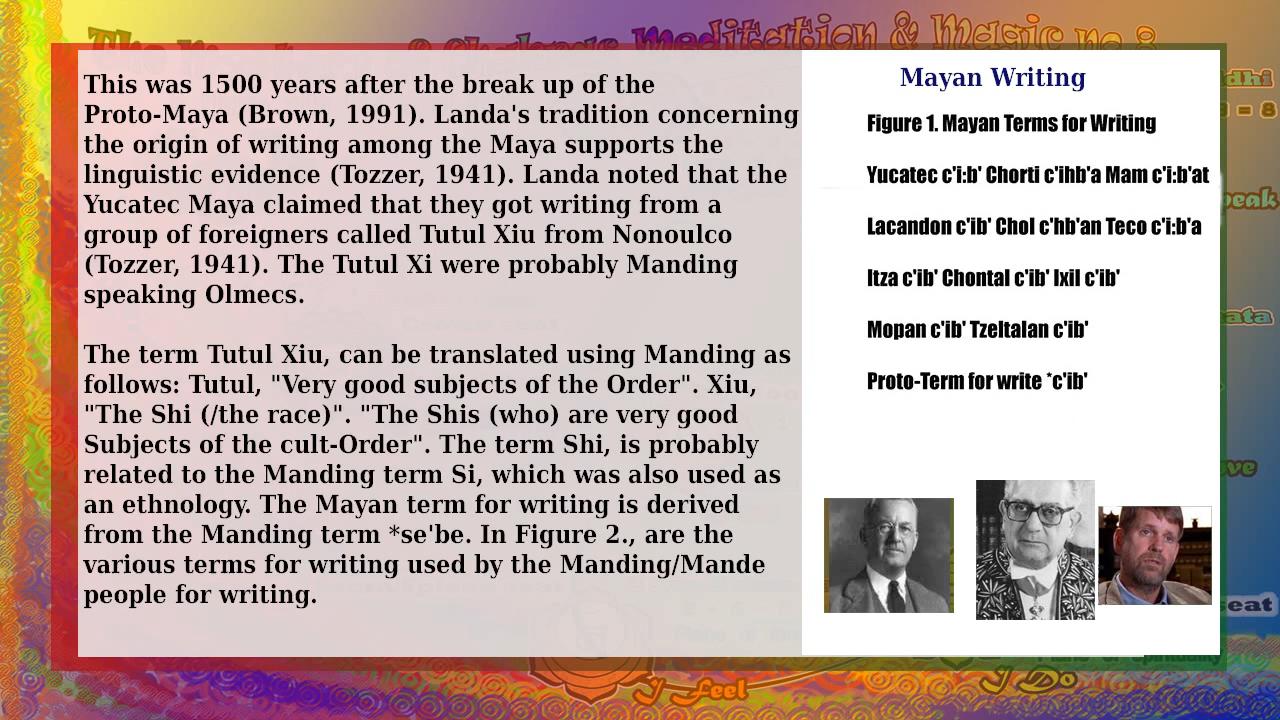 The Meditation & Magic no 8
This was 1500 years after the break up of the
Proto-Maya (Brown, 1991). Landa's tradition concerning
the origin of writing among the Maya supports the
linguistic evidence (Tozzer, 1941). Landa noted that the
Yucatec Maya claimed that they got writing from a
group of foreigners called Tutul Xiu from Nonoulco
(Tozzer, 1941). The Tutul Xi were probably Manding
speaking Olmecs.
The term Tutul Xiu, can be translated using Manding as
follows: Tutul, "Very good subjects of the Order". Xiu,
"The Shi (/the race)". "The Shis (who) are very good
Subjects of the cult-Order". The term Shi, is probably
related to the Manding term Si, which was also used as
an ethnology. The Mayan term for writing is derived
from the Manding term *se'be. In Figure 2., are the
various terms for writing used by the Manding/Mande
people for writing.
Mayan Writing
Figure 1. Mayan Terms for Writing
Yucatec c'i:b' Chorti c'ihb'a Mam c'i:b'at
Lacandon c'ib' Chol c'hb'an Teco c'i:b'a
Itza c'ib' Chontal c'ib' Ixil c'ib'
Mopan c'ib' Tzeltalan c'ib'
Proto-Term for write *c'ib'
= 8
I feel
I Do